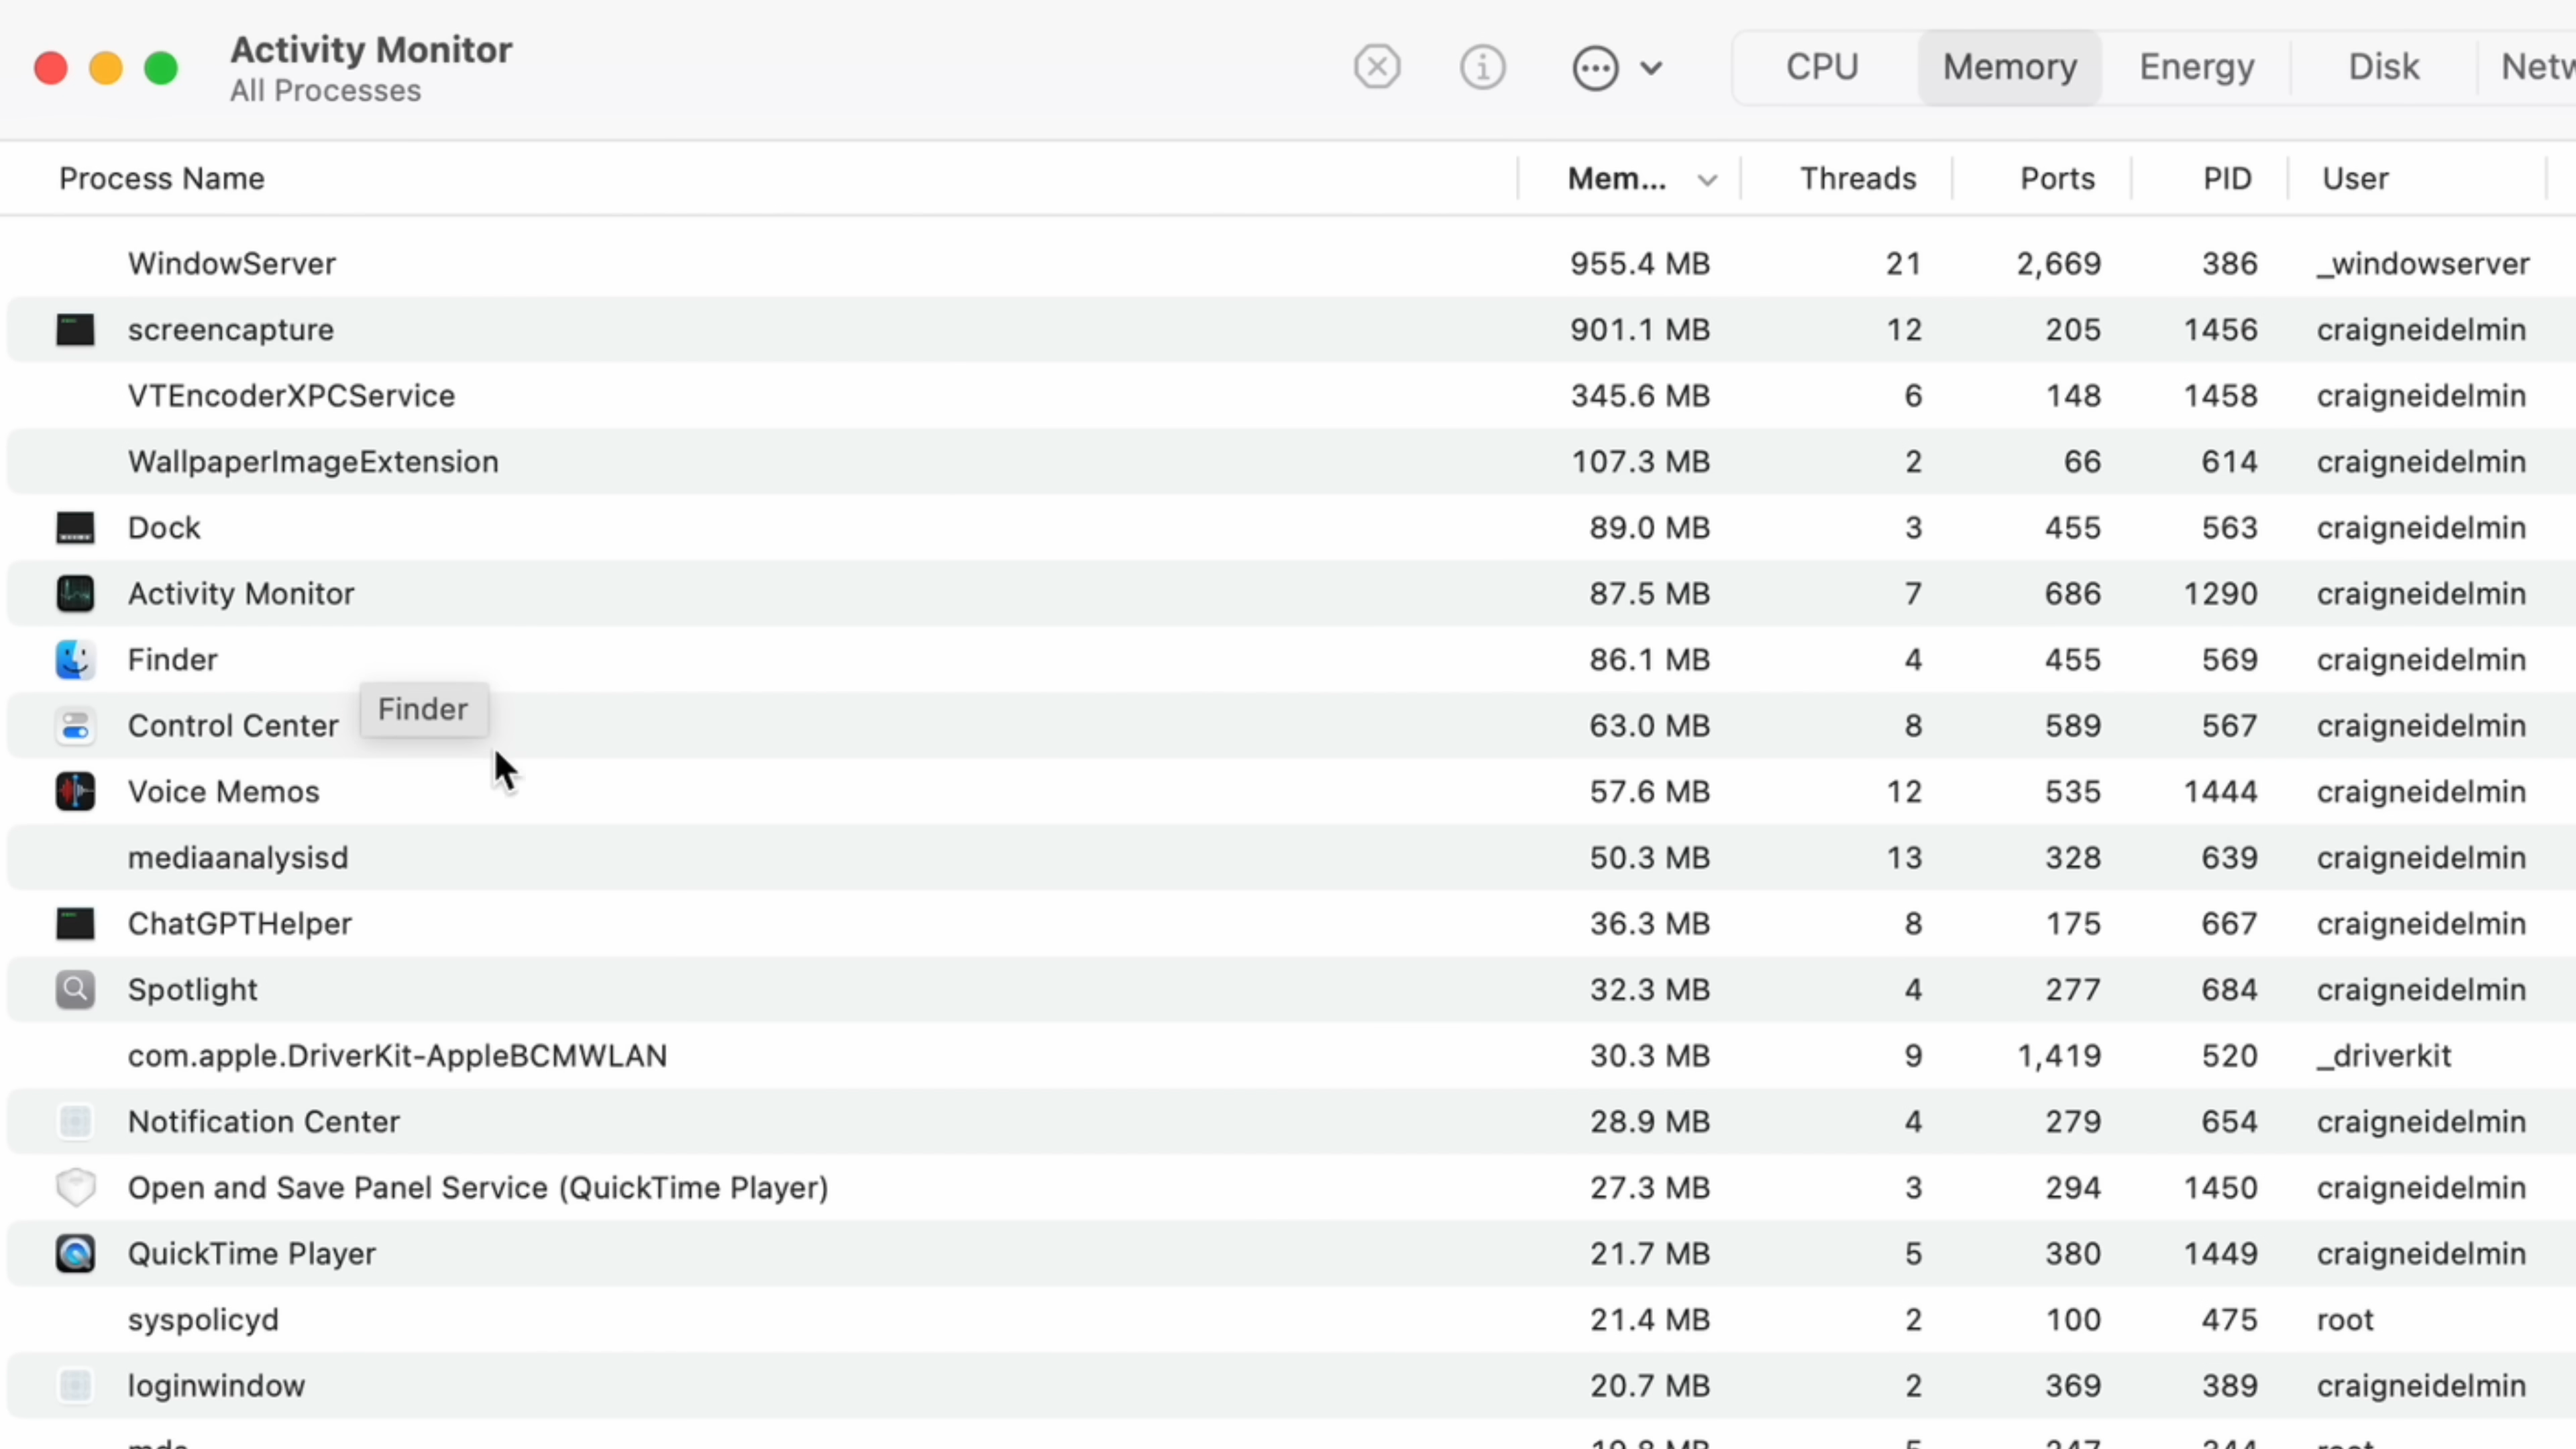 Activity Monitor
All Processes
CPU Memory Energy Disk
Process Name Mem... Threads Ports PID User
WindowServer 955.4 MB 21 2,669 386 _windowserver
screencapture 901.1 MB 12 205 1456 craigneidelmin
VTEncoderXPCService 345.6 MB 6 148 1458 craigneidelmin
WallpaperImageExtension 107.3 MB 2 66 614 craigneidelmin
Dock 89.0 MB 3 455 563 craigneidelmin
Activity Monitor 87.5 MB 7 686 1290 craigneidelmin
Finder 86.1 MB 4 455 569 craigneidelmin
Finder
Control Center 63.0 MB 8 589 567 craigneidelmin
Voice Memos 57.6 MB 12 535 1444 craigneidelmin
mediaanalysisd 50.3 MB 13 328 639 craigneidelmin
ChatGPTHelper 36.3 MB 8 175 667 craigneidelmin
Spotlight 32.3 MB 4 277 684 craigneidelmin
com.apple.DriverKit-AppleBCMWLAN 30.3 MB 9 1,419 520 _driverkit
Notification Center 28.9 MB 4 279 654 craigneidelmin
Open and Save Panel Service (QuickTime Player) 27.3 MB 3 294 1450 craigneidelmin
QuickTime Player 21.7 MB 5 380 1449 craigneidelmin
syspolicyd 21.4 MB 2 100 475 root
loginwindow 20.7 MB 2 369 389 craigneidelmin